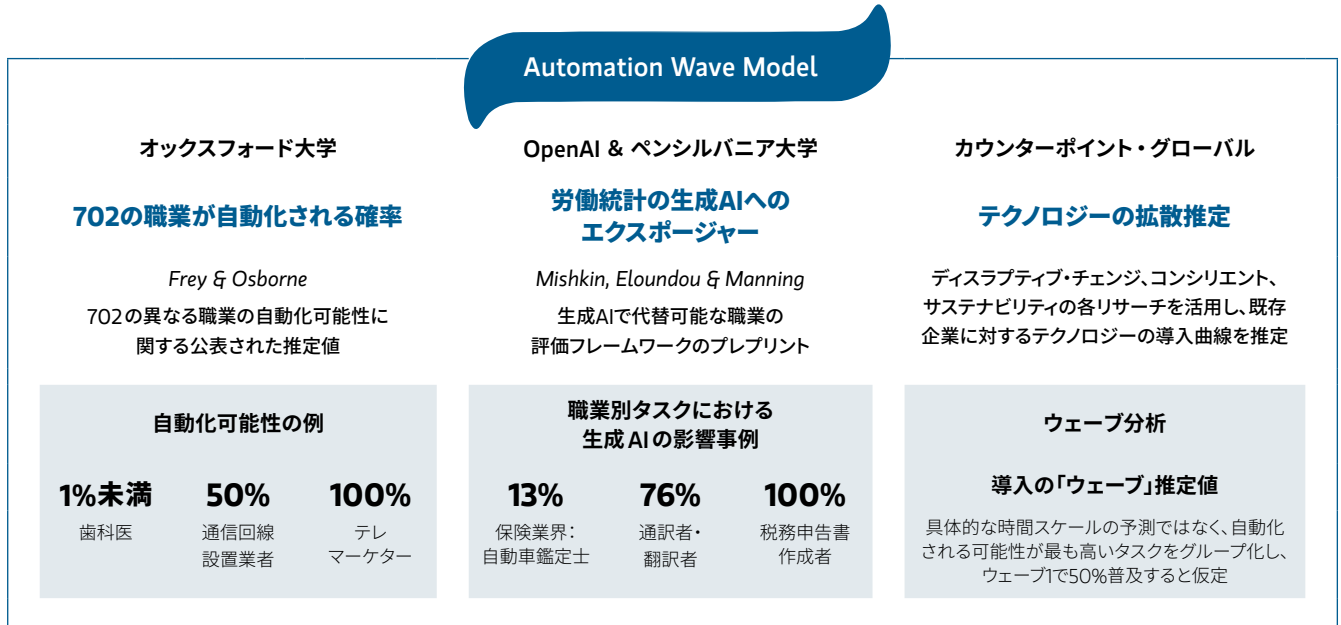 Automation Wave Model
オックスフォード大学
702の職業が自動化される確率
Frey & Osborne
702の異なる職業の自動化可能性に
関する公表された推定値
自動化可能性の例
1%未満
歯科医
50%
通信回線
設置業者
100%
テレ
マーケター
OpenAI & ペンシルバニア大学
労働統計の生成AIへの
エクスポージャー
Mishkin, Eloundou & Manning
生成AIで代替可能な職業の
評価フレームワークのプレプリント
職業別タスクにおける
生成AIの影響事例
13%
保険業界：
自動車鑑定士
76%
通訳者・
翻訳者
100%
税務申告書
作成者
カウンターポイント・グローバル
テクノロジーの拡散推定
ディスラプティブ・チェンジ、コンシリエント、
サステナビリティの各リサーチを活用し、既存
企業に対するテクノロジーの導入曲線を推定
ウェーブ分析
導入の「ウェーブ」推定値
具体的な時間スケールの予測ではなく、自動化
される可能性が最も高いタスクをグループ化し、
ウェーブ1で50%普及すると仮定